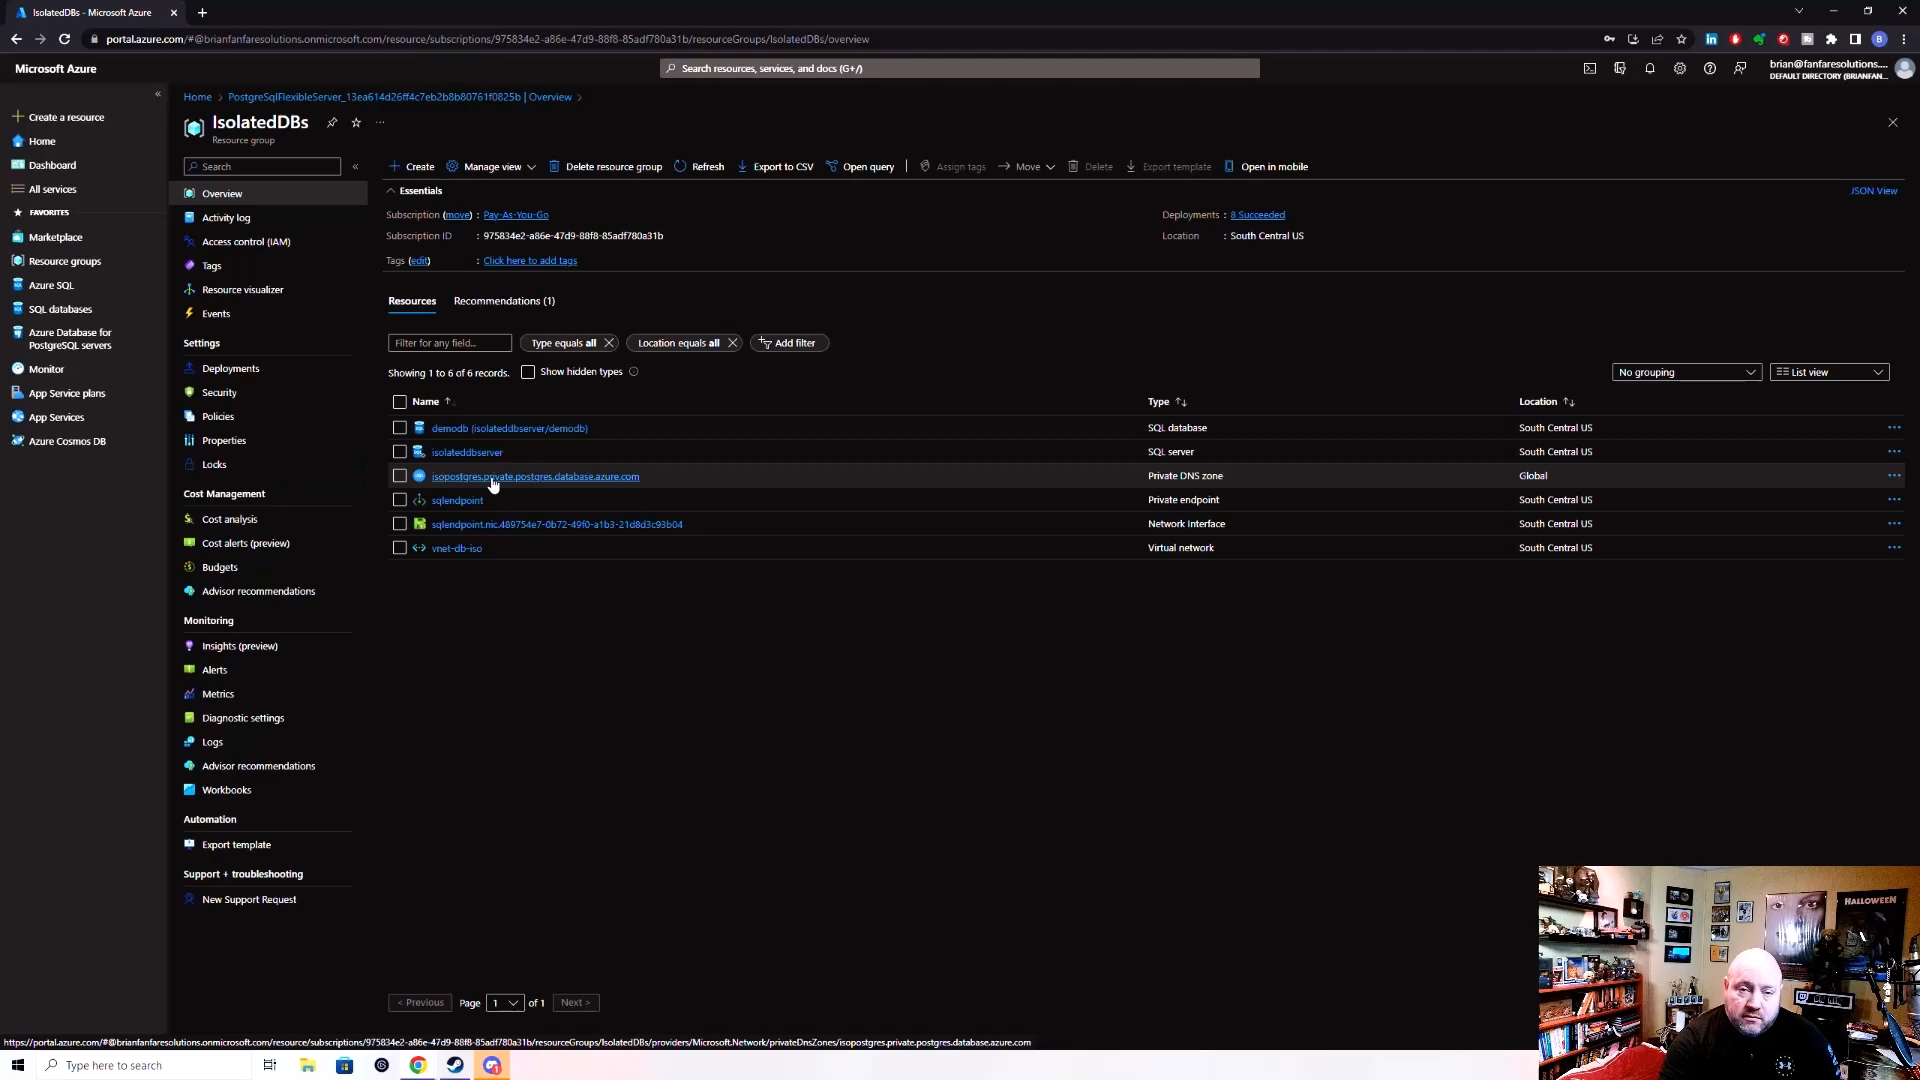 IsolatedDBs - Microsoft Azure
portal.azure.com/#@brianfanfaresolutions.onmicrosoft.com/resource/subscriptions/975834e2-a86e-47d9-88f8-85adf780a31b/resourceGroups/IsolatedDBs/overview
Microsoft Azure
Search resources, services, and docs (G+/)
brian@fanfaresolutions....
DEFAULT DIRECTORY (BRIANFAN...
Create a resource
Home
Dashboard
All services
FAVORITES
Marketplace
Resource groups
Azure SQL
SQL databases
Azure Database for
PostgreSQL servers
Monitor
App Service plans
App Services
Azure Cosmos DB
Home > PostgreSqlFlexibleServer_13ea614d26ff4c7eb2b8b80761f0825b | Overview >
IsolatedDBs
Resource group
Search
Overview
Activity log
Access control (IAM)
Tags
Resource visualizer
Events
Settings
Deployments
Security
Policies
Properties
Locks
Cost Management
Cost analysis
Cost alerts (preview)
Budgets
Advisor recommendations
Monitoring
Insights (preview)
Alerts
Metrics
Diagnostic settings
Logs
Advisor recommendations
Workbooks
Automation
Export template
Support + troubleshooting
New Support Request
Create Manage view Delete resource group Refresh Export to CSV Open query Assign tags Move Delete Export template Open in mobile
Essentials JSON View
Subscription (move) : Pay-As-You-Go Deployments : 8 Succeeded
Subscription ID : 975834e2-a86e-47d9-88f8-85adf780a31b Location : South Central US
Tags (edit) : Click here to add tags
Resources Recommendations (1)
Filter for any field... Type equals all Location equals all Add filter
Showing 1 to 6 of 6 records. Show hidden types No grouping List view
Name Type Location
demodb (isolateddbserver/demodb) SQL database South Central US
isolateddbserver SQL server South Central US
isopostgres.private.postgres.database.azure.com Private DNS zone Global
sqlendpoint Private endpoint South Central US
sqlendpoint.nic.489754e7-0b72-49f0-a1b3-21d8d3c93b04 Network Interface South Central US
vnet-db-iso Virtual network South Central US
< Previous Page 1 of 1 Next >
HALLOWEEN
https://portal.azure.com/#@brianfanfaresolutions.onmicrosoft.com/resource/subscriptions/975834e2-a86e-47d9-88f8-85adf780a31b/resourceGroups/IsolatedDBs/providers/Microsoft.Network/privateDnsZones/isopostgres.private.postgres.database.azure.com
Type here to search